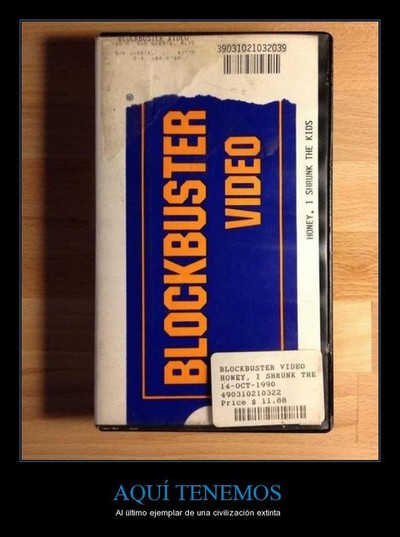 BLOCKBUSTER VIDEO
39031021032039
®
BLOCKBUSTER
VIDEO
HONEY, I SHRUNK THE KIDS
BLOCKBUSTER VIDEO
HONEY, I SHRUNK THE
14-OCT-1990
490310210322
Price $ 11.88
AQUÍ TENEMOS
Al último ejemplar de una civilización extinta